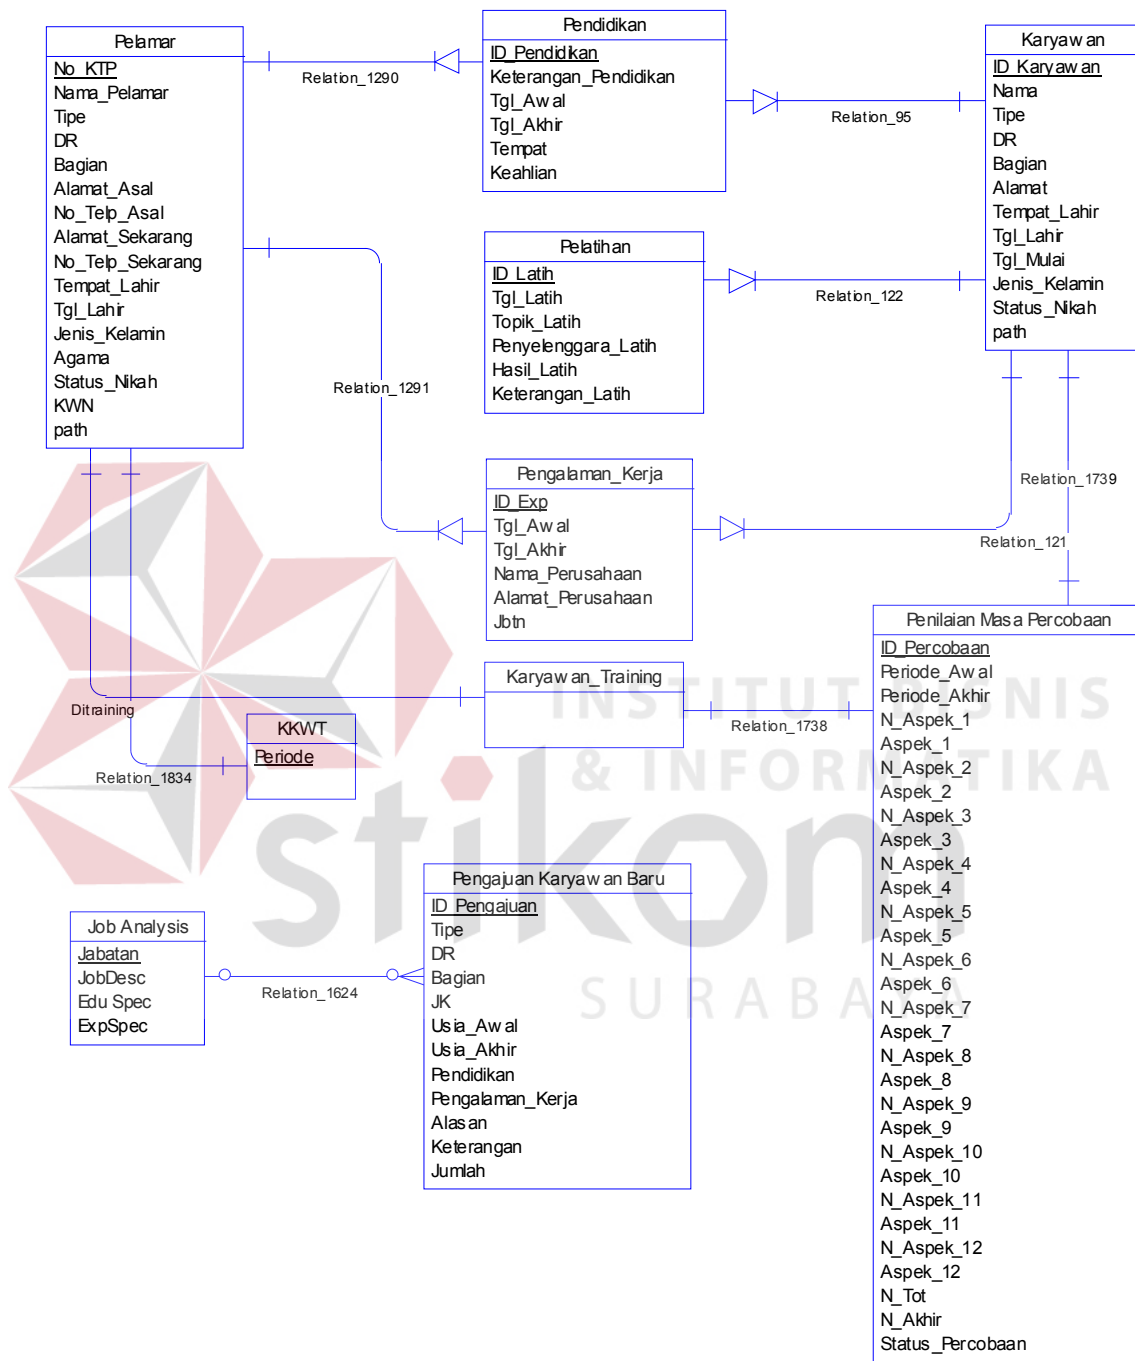 Pelamar
No_KTP
Nama_Pelamar
Tipe
DR
Bagian
Alamat_Asal
No_Telp_Asal
Alamat_Sekarang
No_Telp_Sekarang
Tempat_Lahir
Tgl_Lahir
Jenis_Kelamin
Agama
Status_Nikah
KWN
path
Relation_1290
Pendidikan
ID_Pendidikan
Keterangan_Pendidikan
Tgl_Awal
Tgl_Akhir
Tempat
Keahlian
Relation_95
Karyawan
ID_Karyawan
Nama
Tipe
DR
Bagian
Alamat
Tempat_Lahir
Tgl_Lahir
Tgl_Mulai
Jenis_Kelamin
Status_Nikah
path
Pelatihan
ID_Latih
Tgl_Latih
Topik_Latih
Penyelenggara_Latih
Hasil_Latih
Keterangan_Latih
Relation_122
Relation_1291
Pengalaman_Kerja
ID_Exp
Tgl_Awal
Tgl_Akhir
Nama_Perusahaan
Alamat_Perusahaan
Jbtn
Relation_1739
Relation_121
Karyawan_Training
Ditraining
Relation_1738
KKWT
Periode
Relation_1834
Penilaian Masa Percobaan
ID_Percobaan
Periode_Awal
Periode_Akhir
N_Aspek_1
Aspek_1
N_Aspek_2
Aspek_2
N_Aspek_3
Aspek_3
N_Aspek_4
Aspek_4
N_Aspek_5
Aspek_5
N_Aspek_6
Aspek_6
N_Aspek_7
Aspek_7
N_Aspek_8
Aspek_8
N_Aspek_9
Aspek_9
N_Aspek_10
Aspek_10
N_Aspek_11
Aspek_11
N_Aspek_12
Aspek_12
N_Tot
N_Akhir
Status_Percobaan
Job Analysis
Jabatan
JobDesc
Edu Spec
ExpSpec
Relation_1624
Pengajuan Karyawan Baru
ID_Pengajuan
Tipe
DR
Bagian
JK
Usia_Awal
Usia_Akhir
Pendidikan
Pengalaman_Kerja
Alasan
Keterangan
Jumlah
INSTITUT BISNIS
& INFORMATIKA
stikom
SURABAYA